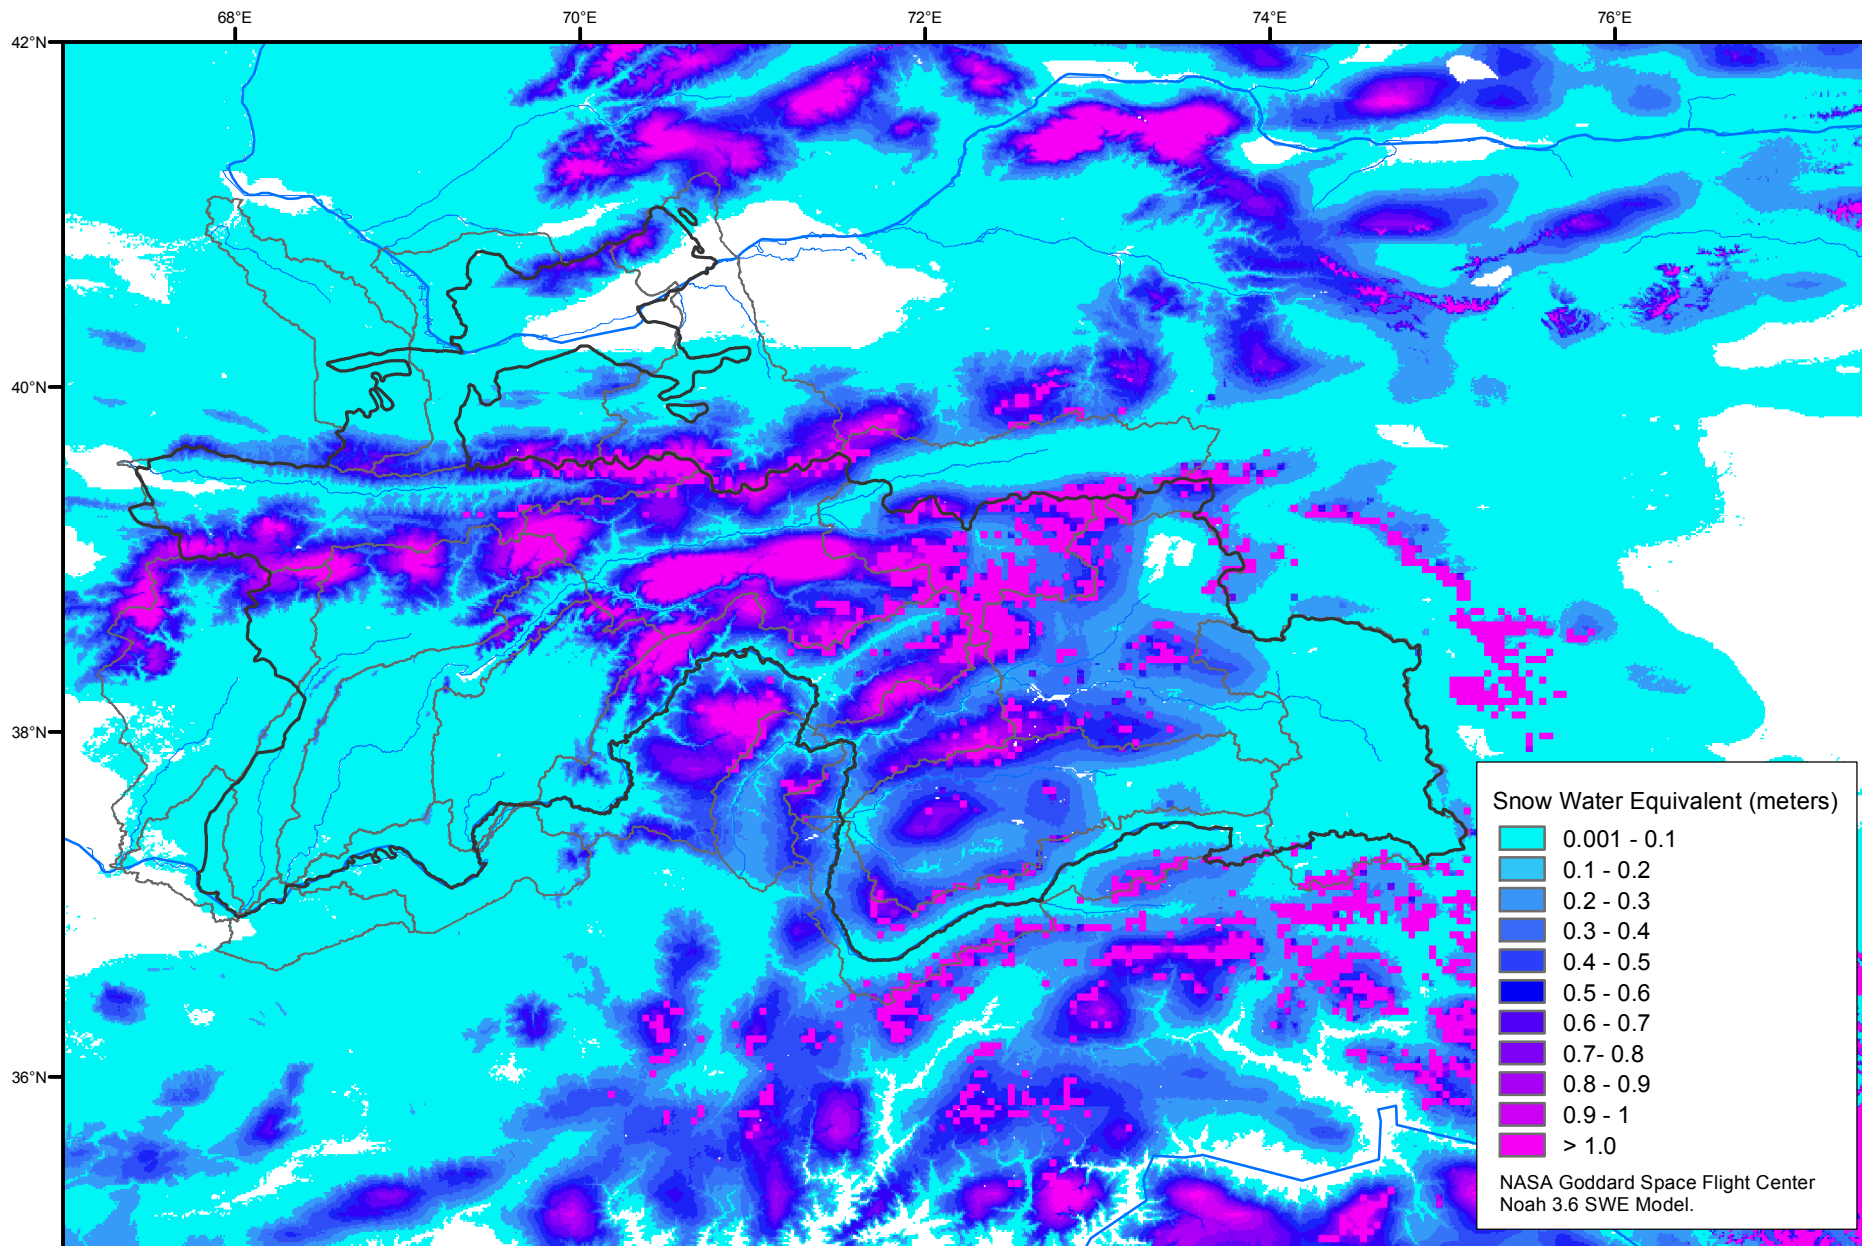 68°E
70°E
72°E
74°E
76°E
42°N
40°N
38°N
36°N
Snow Water Equivalent (meters)
0.001 - 0.1
0.1 - 0.2
0.2 - 0.3
0.3 - 0.4
0.4 - 0.5
0.5 - 0.6
0.6 - 0.7
0.7- 0.8
0.8 - 0.9
0.9 - 1
> 1.0
NASA Goddard Space Flight Center
Noah 3.6 SWE Model.